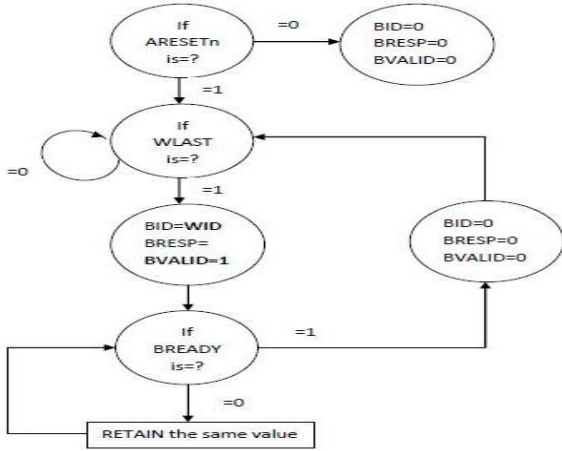 If
ARESETn
is=?
=0
BID=0
BRESP=0
BVALID=0
=1
If
WLAST
is=?
=0
=1
BID=WID
BRESP=
BVALID=1
BID=0
BRESP=0
BVALID=0
If
BREADY
is=?
=1
=0
RETAIN the same value